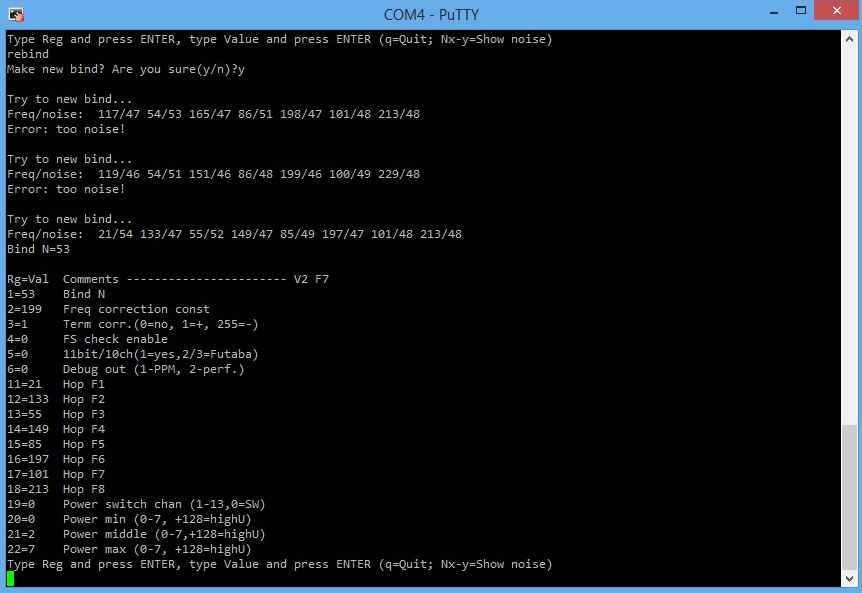 COM4 - PuTTY
Type Reg and press ENTER, type Value and press ENTER (q=Quit; Nx-y=Show noise)
rebind
Make new bind? Are you sure(y/n)?y
Try to new bind...
Freq/noise:  117/47 54/53 165/47 86/51 198/47 101/48 213/48
Error: too noise!
Try to new bind...
Freq/noise:  119/46 54/51 151/46 86/48 199/46 100/49 229/48
Error: too noise!
Try to new bind...
Freq/noise:  21/54 133/47 55/52 149/47 85/49 197/47 101/48 213/48
Bind N=53
Rg=Val  Comments ----------------------- V2 F7
1=53    Bind N
2=199   Freq correction const
3=1     Term corr.(0=no, 1=+, 255=-)
4=0     FS check enable
5=0     11bit/10ch(1=yes,2/3=Futaba)
6=0     Debug out (1-PPM, 2-perf.)
11=21   Hop F1
12=133  Hop F2
13=55   Hop F3
14=149  Hop F4
15=85   Hop F5
16=197  Hop F6
17=101  Hop F7
18=213  Hop F8
19=0    Power switch chan (1-13,0=SW)
20=0    Power min (0-7, +128=highU)
21=2    Power middle (0-7,+128=highU)
22=7    Power max (0-7, +128=highU)
Type Reg and press ENTER, type Value and press ENTER (q=Quit; Nx-y=Show noise)